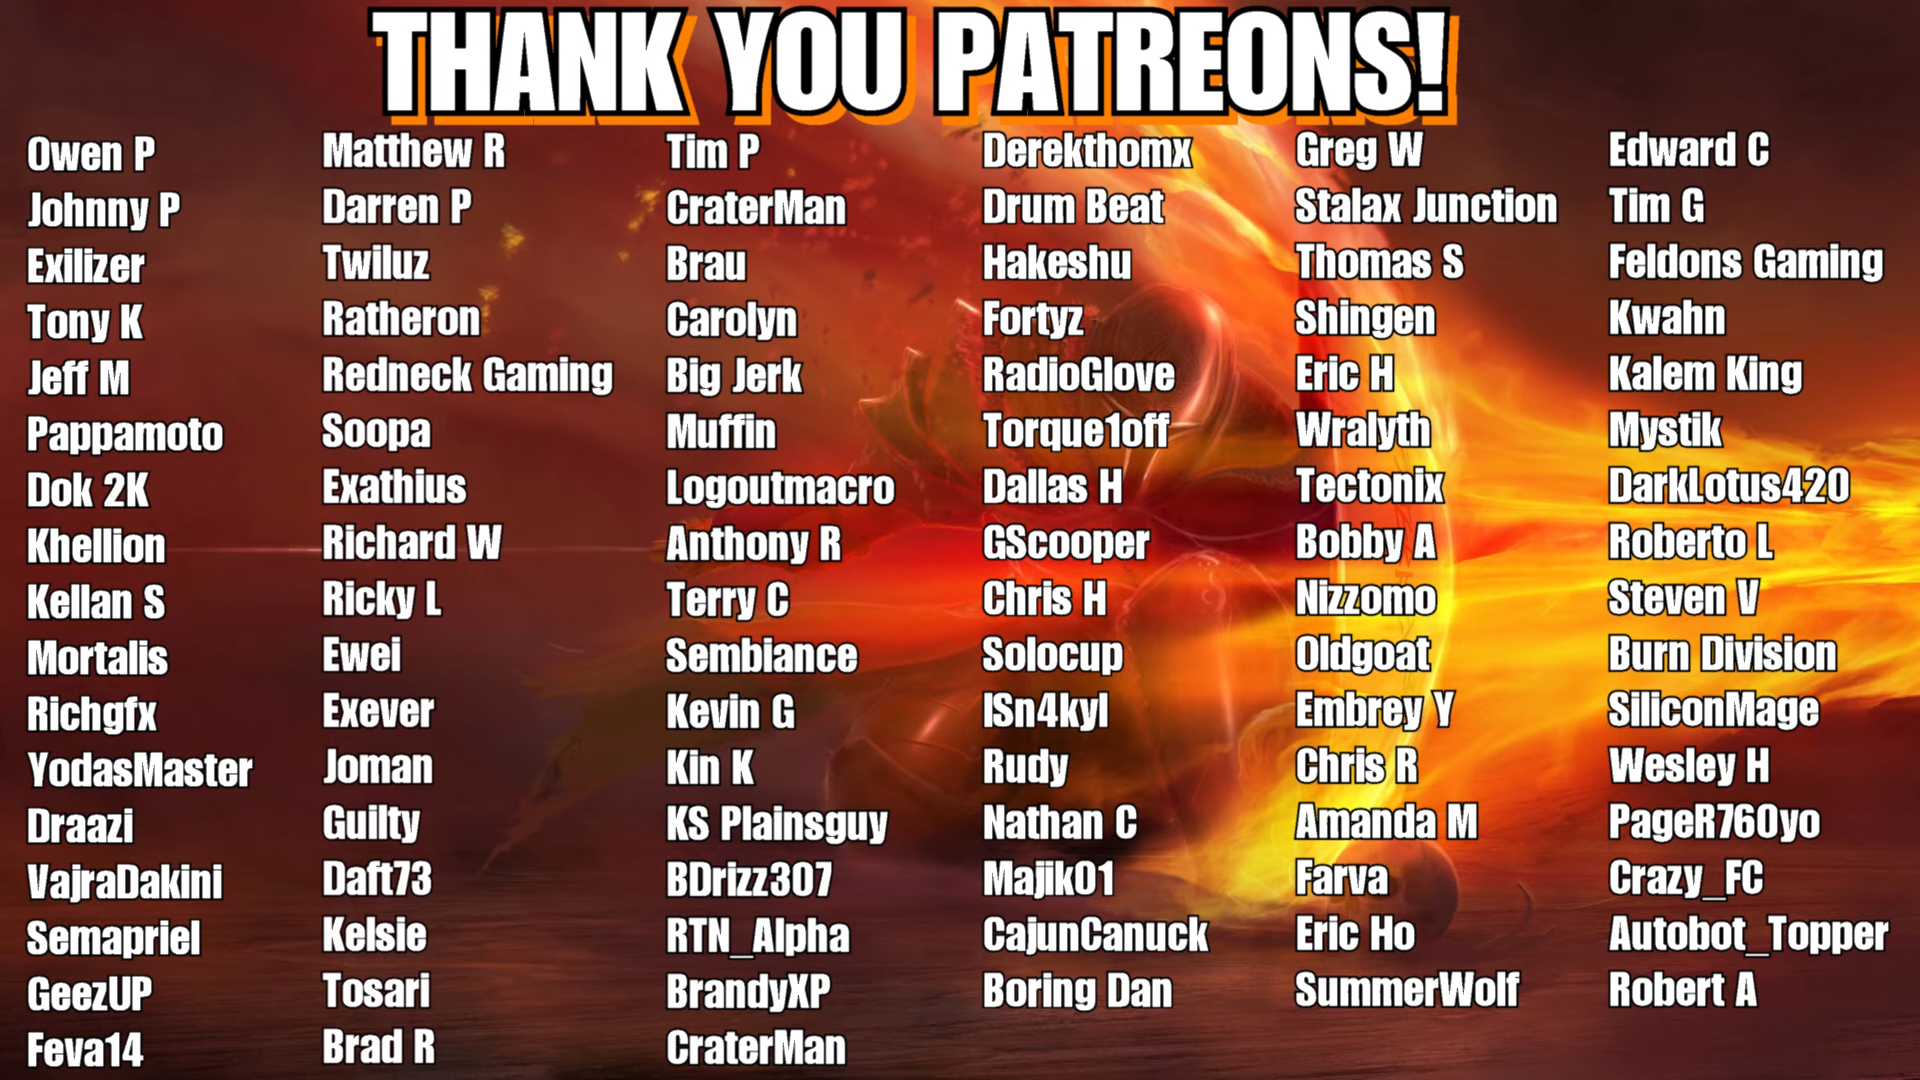 THANK YOU PATREONS!
Owen P
Johnny P
Exilizer
Tony K
Jeff M
Pappamoto
Dok 2K
Khellion
Kellan S
Mortalis
Richgfx
YodasMaster
Draazi
VajraDakini
Semapriel
GeezUP
Feva14
Matthew R
Darren P
Twiluz
Ratheron
Redneck Gaming
Soopa
Exathius
Richard W
Ricky L
Ewei
Exever
Joman
Guilty
Daft73
Kelsie
Tosari
Brad R
Tim P
CraterMan
Brau
Carolyn
Big Jerk
Muffin
Logoutmacro
Anthony R
Terry C
Sembiance
Kevin G
Kin K
KS Plainsguy
BDrizz307
RTN_Alpha
BrandyXP
CraterMan
Derekthomx
Drum Beat
Hakeshu
Fortyz
RadioGlove
Torque1off
Dallas H
GScooper
Chris H
Solocup
ISn4kyl
Rudy
Nathan C
Majik01
CajunCanuck
Boring Dan
Greg W
Stalax Junction
Thomas S
Shingen
Eric H
Wralyth
Tectonix
Bobby A
Nizzomo
Oldgoat
Embrey Y
Chris R
Amanda M
Farva
Eric Ho
SummerWolf
Edward C
Tim G
Feldons Gaming
Kwahn
Kalem King
Mystik
DarkLotus420
Roberto L
Steven V
Burn Division
SiliconMage
Wesley H
PageR760yo
Crazy_FC
Autobot_Topper
Robert A